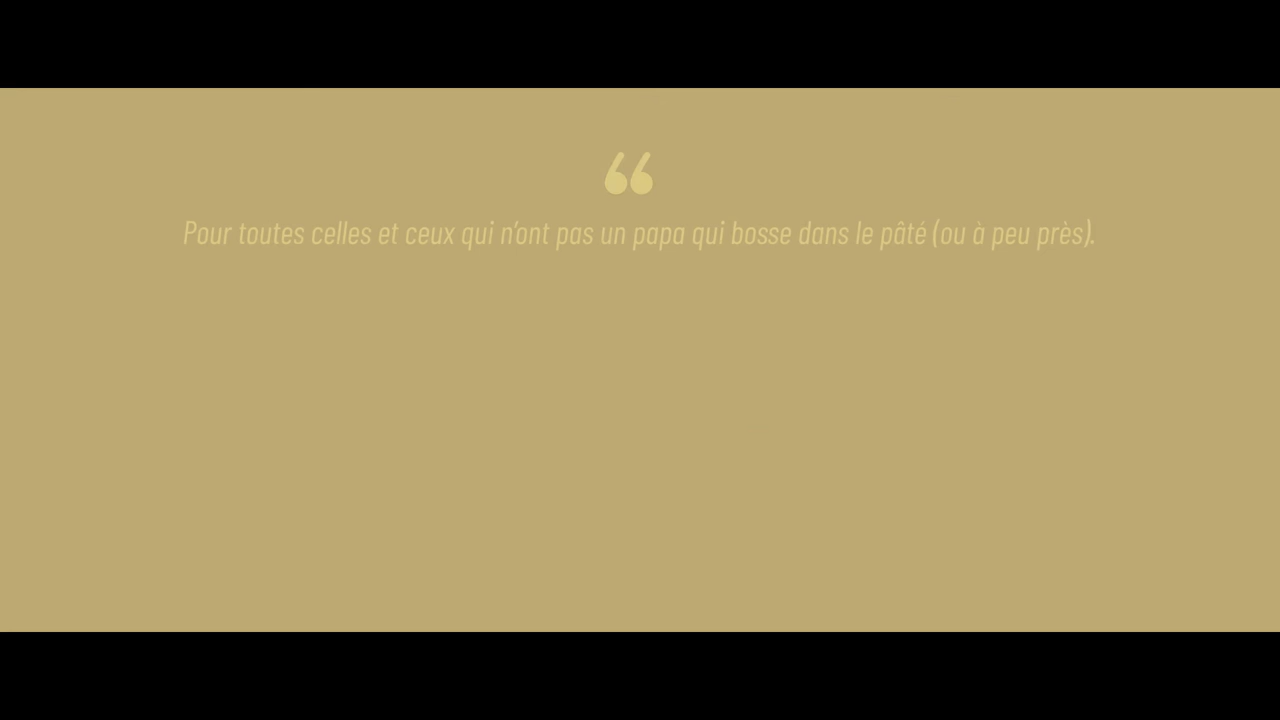 “
Pour toutes celles et ceux qui n’ont pas un papa qui bosse dans le pâté (ou à peu près).